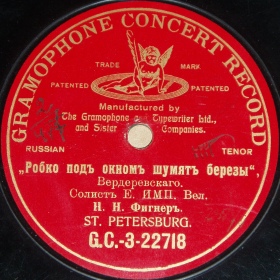 GRAMOPHONE CONCERT RECORD
TRADE MARK
PATENTED PATENTED
Manufactured by
The Gramophone and Typewriter Ltd.,
and Sister Companies.
RUSSIAN TENOR
„Робко подъ окномъ шумятъ березы“,
Вердеревскаго.
Солистъ Е. ИМП. Вел.
Н. Н. Фигнеръ.
ST. PETERSBURG.
G.C.-3-22718